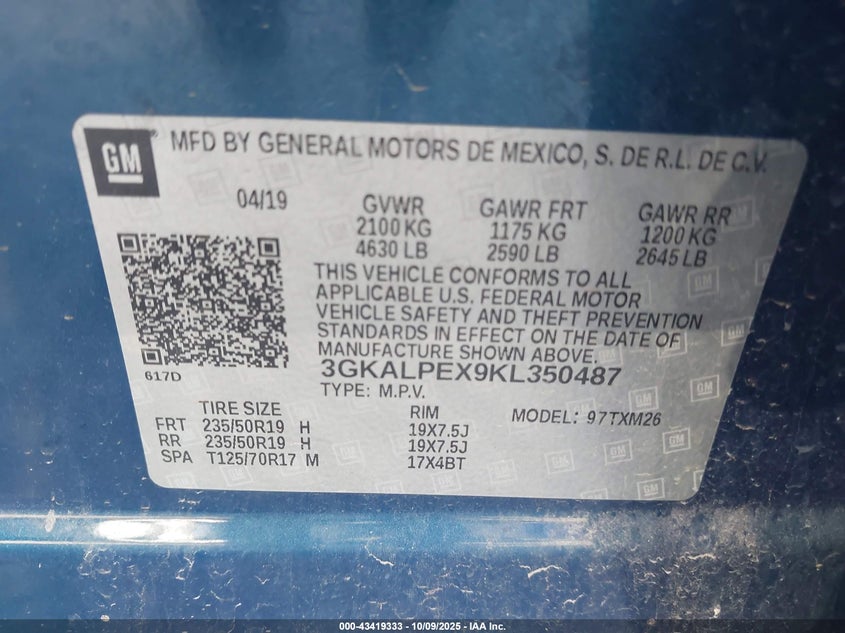 GM
MFD BY GENERAL MOTORS DE MEXICO, S. DE R.L. DE C.V.
04/19 GVWR GAWR FRT GAWR RR
2100 KG 1175 KG 1200 KG
4630 LB 2590 LB 2645 LB
THIS VEHICLE CONFORMS TO ALL
APPLICABLE U.S. FEDERAL MOTOR
VEHICLE SAFETY AND THEFT PREVENTION
STANDARDS IN EFFECT ON THE DATE OF
MANUFACTURE SHOWN ABOVE.
617D 3GKALPEX9KL350487
TYPE: M.P.V.
TIRE SIZE RIM MODEL: 97TXM26
FRT 235/50R19 H 19X7.5J
RR 235/50R19 H 19X7.5J
SPA T125/70R17 M 17X4BT
000-43419333 - 10/09/2025 - IAA Inc.